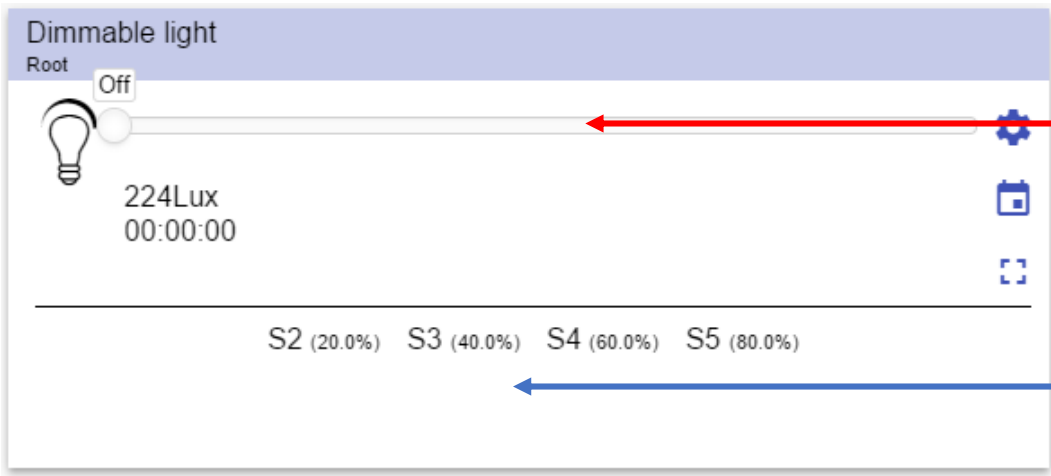 Dimmable light
Root
Off
224Lux
00:00:00
S2 (20.0%) S3 (40.0%) S4 (60.0%) S5 (80.0%)